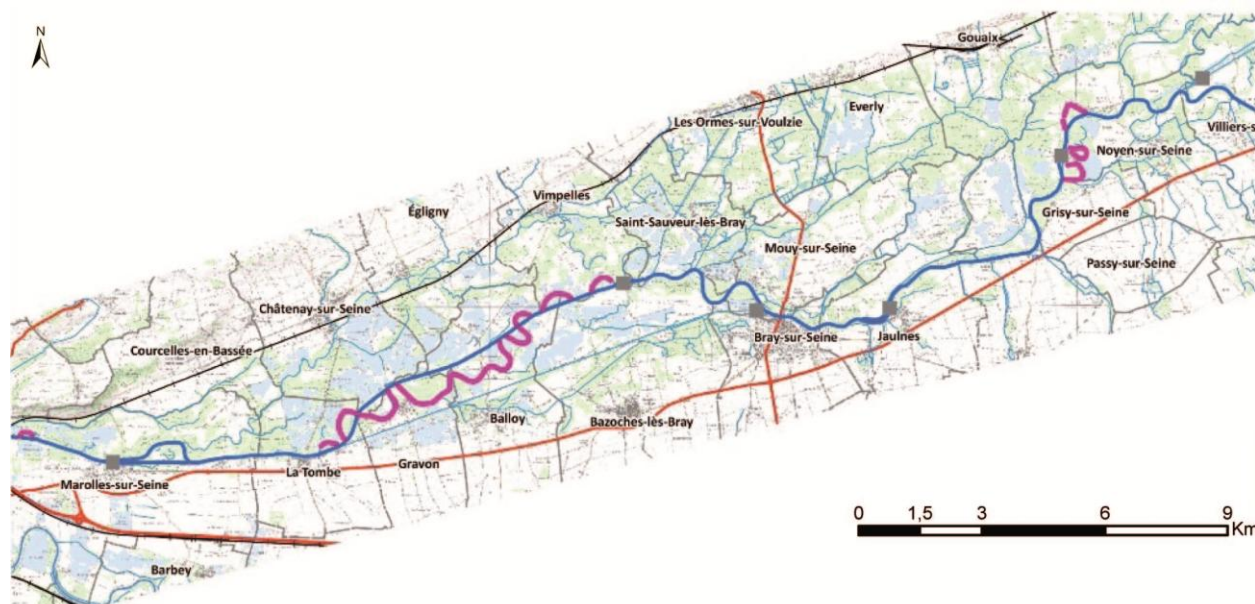 N
Gouaix
Everly
Les-Ormes-sur-Voulzie
Villiers-s
Noyen-sur-Seine
Vimpelles
Égligny
Saint-Sauveur-lès-Bray
Grisy-sur-Seine
Mouy-sur-Seine
Passy-sur-Seine
Châtenay-sur-Seine
Courcelles-en-Bassée
Bray-sur-Seine
Jaulnes
Balloy
Bazoches-lès-Bray
Gravon
La Tombe
Marolles-sur-Seine
Barbey
0 1,5 3 6 9
Km